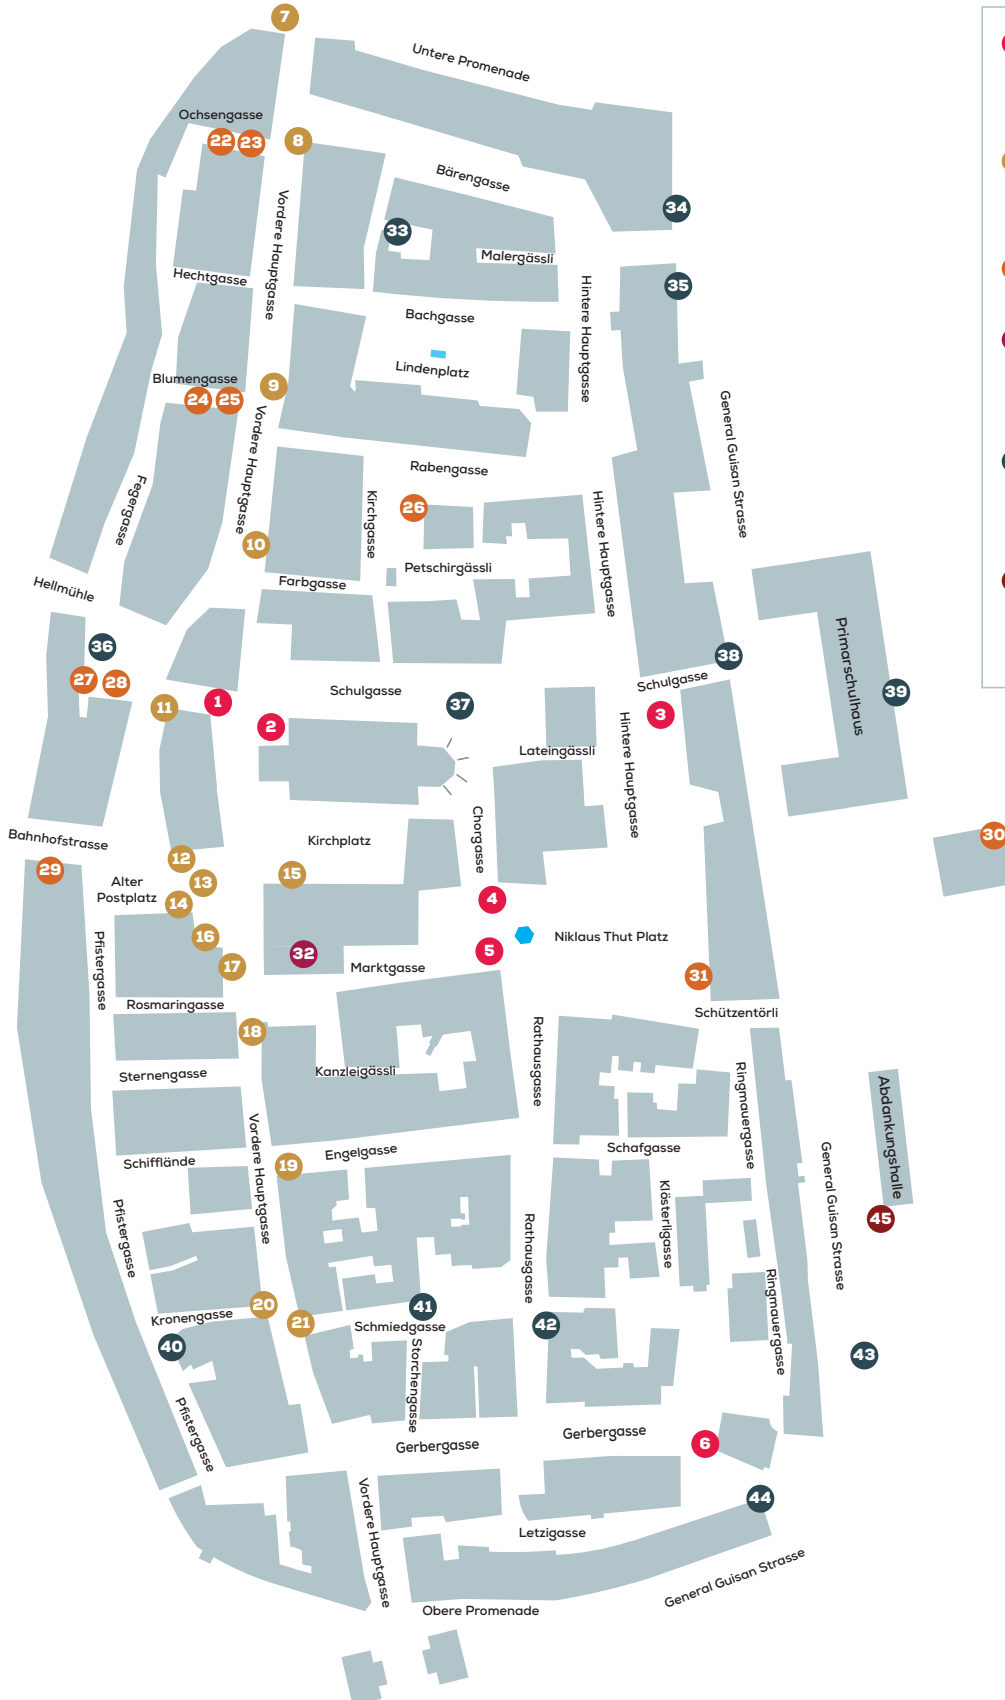 7
Untere Promenade
Ochsengasse
22
23
8
Bärengasse
34
33
Vordere Hauptgasse
Malergässli
Hechtgasse
35
Hintere Hauptgasse
Bachgasse
Lindenplatz
Blumengasse
9
24
25
General Guisan Strasse
Vordere Hauptgasse
Rabengasse
Fegergasse
Kirchgasse
26
Hintere Hauptgasse
10
Petschirgässli
Farbgasse
Hellmühle
36
38
Primarschulhaus
27
28
Schulgasse
Schulgasse
39
11
1
37
3
2
Hintere Hauptgasse
Lateingässli
Bahnhofstrasse
Kirchplatz
Chorgasse
30
12
29
15
13
Alter
Postplatz
14
4
16
Niklaus Thut Platz
5
32
17
Marktgasse
31
Pfistergasse
Rosmaringasse
Schützentörli
18
Rathausgasse
Sternengasse
Kanzleigässli
Ringmauergasse
Abdankungshalle
Vordere Hauptgasse
Engelgasse
Schafgasse
Schifflände
19
General Guisan Strasse
Klösterligasse
45
Pfistergasse
Rathausgasse
20
41
Kronengasse
21
Schmiedgasse
42
Ringmauergasse
40
43
Storchengasse
Pfistergasse
Gerbergasse
Gerbergasse
6
44
Vordere Hauptgasse
Letzigasse
General Guisan Strasse
Obere Promenade